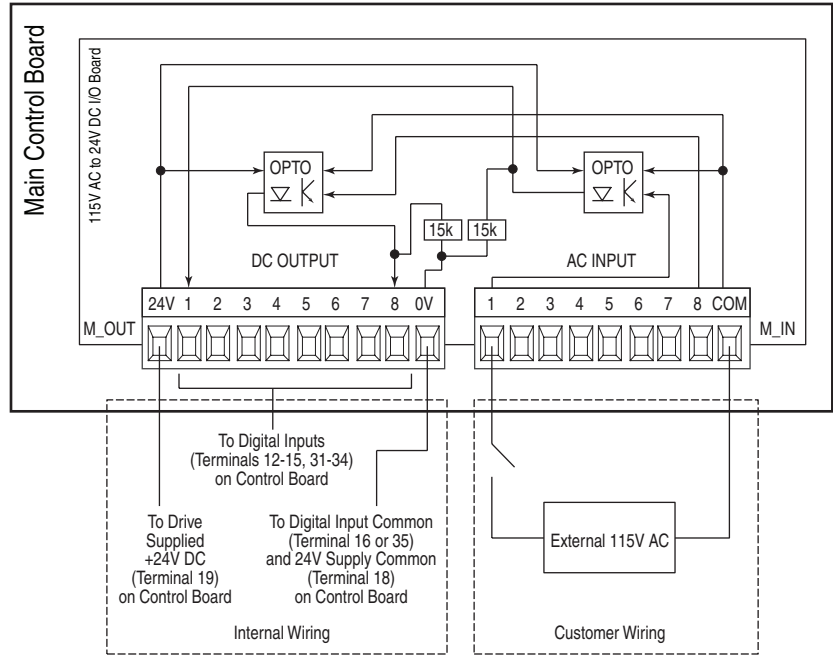 Main Control Board
115V AC to 24V DC I/O Board
OPTO
OPTO
15k
15k
DC OUTPUT
AC INPUT
24V 1 2 3 4 5 6 7 8 0V
1 2 3 4 5 6 7 8 COM
M_OUT
M_IN
To Digital Inputs
(Terminals 12-15, 31-34)
on Control Board
To Drive
Supplied
+24V DC
(Terminal 19)
on Control Board
To Digital Input Common
(Terminal 16 or 35)
and 24V Supply Common
(Terminal 18)
on Control Board
External 115V AC
Internal Wiring
Customer Wiring